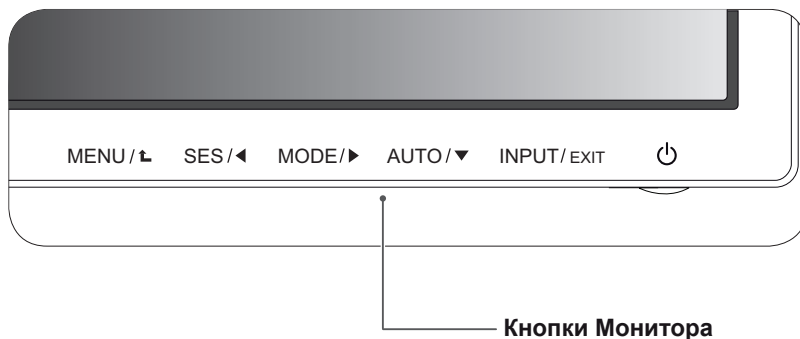 MENU/⮤ SES/◀ MODE/▶ AUTO/▼ INPUT/EXIT
Кнопки Монитора